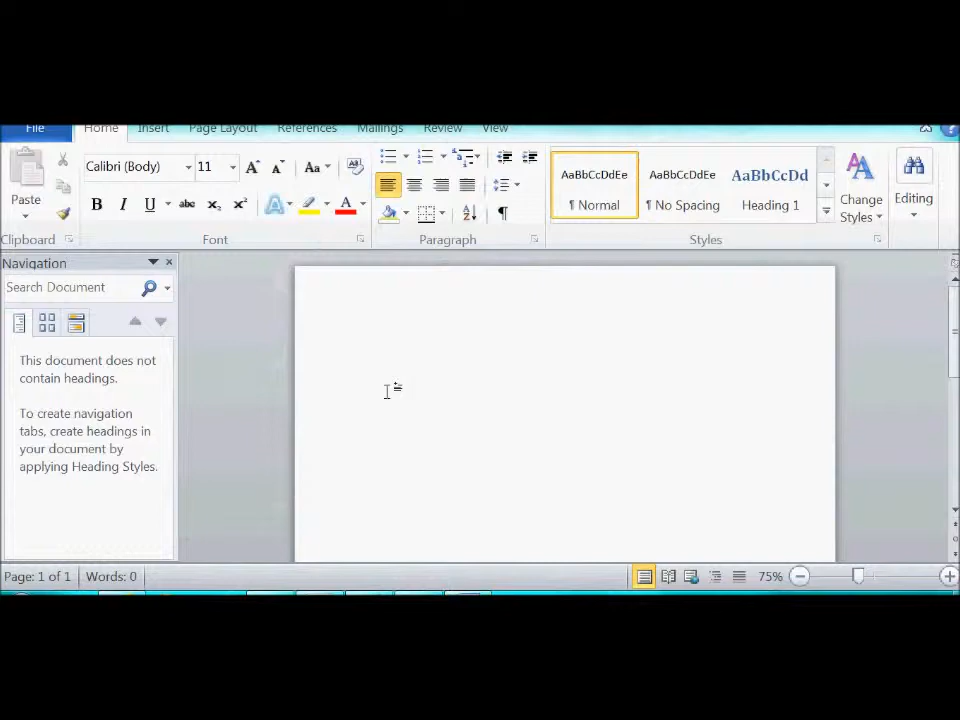 File Home Insert Page Layout References Mailings Review View
Calibri (Body) 11 Aa
AaBbCcDdEe AaBbCcDdEe AaBbCcDd
Paste B I U abc x₂ x² A A
¶ Normal ¶ No Spacing Heading 1 Change Styles Editing
Clipboard Font Paragraph Styles
Navigation
Search Document
This document does not
contain headings.
To create navigation
tabs, create headings in
your document by
applying Heading Styles.
Page: 1 of 1 Words: 0 75%